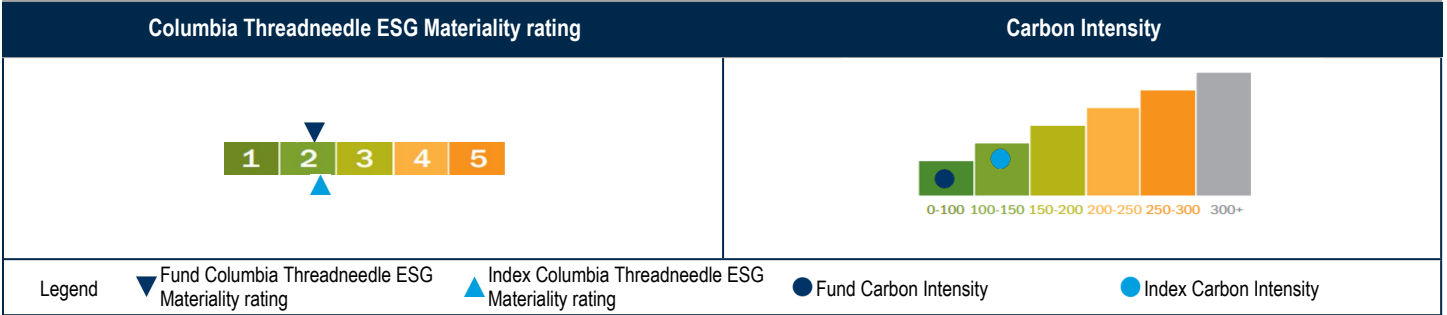 Columbia Threadneedle ESG Materiality rating
Carbon Intensity
1 2 3 4 5
0-100 100-150 150-200 200-250 250-300 300+
Legend
Fund Columbia Threadneedle ESG
Materiality rating
Index Columbia Threadneedle ESG
Materiality rating
Fund Carbon Intensity
Index Carbon Intensity